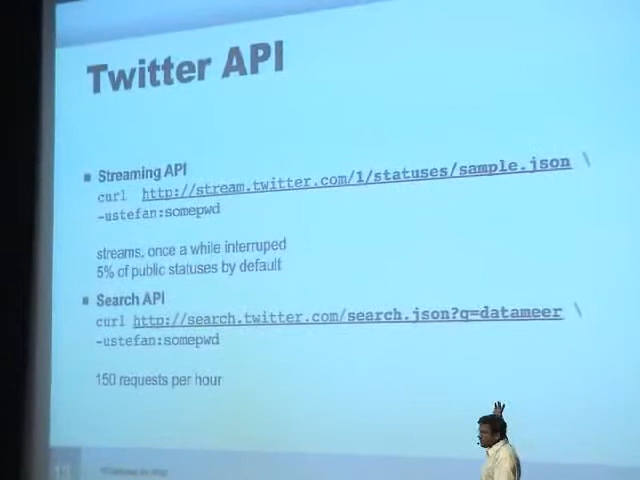 Twitter API
▪ Streaming API
curl http://stream.twitter.com/1/statuses/sample.json \
-ustefan:somepwd
streams, once a while interruped
5% of public statuses by default
▪ Search API
curl http://search.twitter.com/search.json?q=datameer \
-ustefan:somepwd
150 requests per hour
13